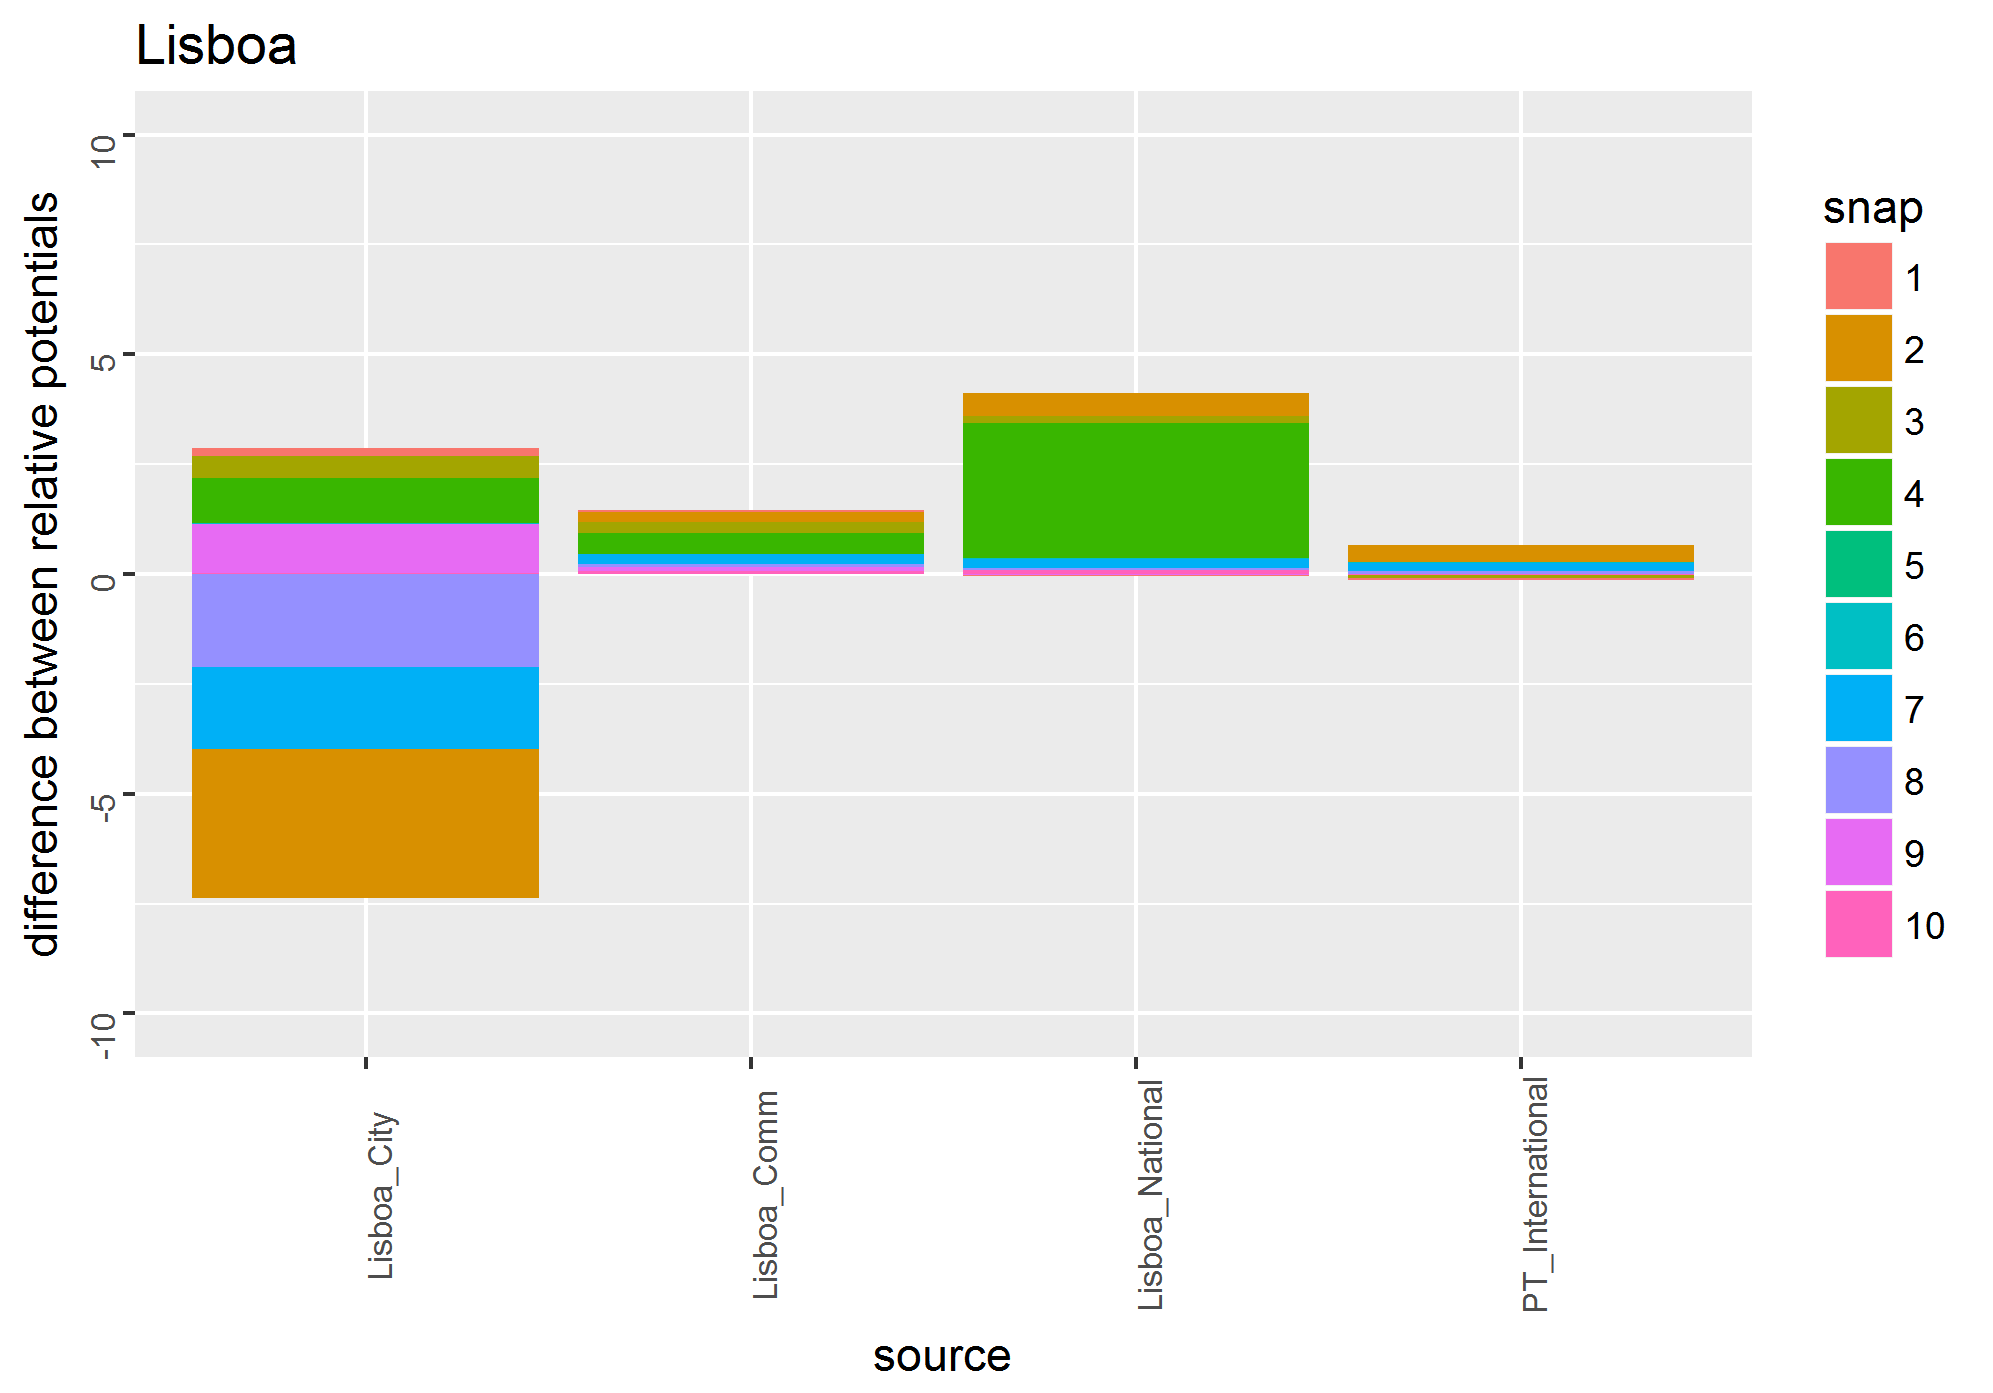 Lisboa
difference between relative potentials
10
5
0
-5
-10
Lisboa_City
Lisboa_Comm
Lisboa_National
PT_International
source
snap
1
2
3
4
5
6
7
8
9
10